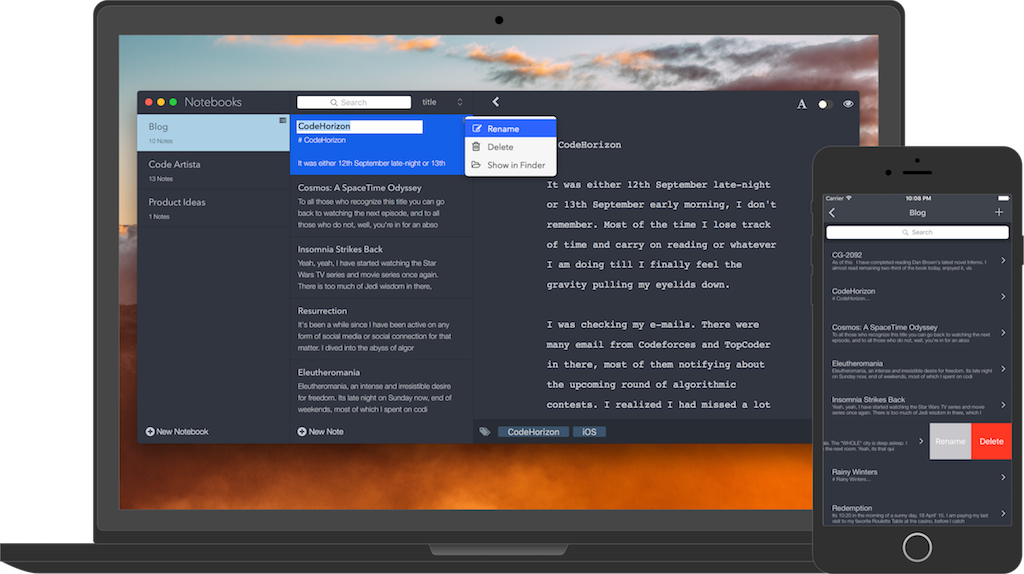 Notebooks
Search
title
A
Blog
10 Notes
Code Artista
13 Notes
Product Ideas
1 Notes
New Notebook
CodeHorizon
# CodeHorizon
It was either 12th September late-night or 13th
Cosmos: A SpaceTime Odyssey
To all those who recognize this title you can go
back to watching the next episode, and to all
those who do not, well, you're in for an abso
Insomnia Strikes Back
Yeah, yeah, I have started watching the Star
Wars TV series and movie series once again.
There is too much of Jedi wisdom in there,
Resurrection
It's been a while since I have been active on any
form of social media or social connection for that
matter. I dived into the abyss of algor
Eleutheromania
Eleutheromania, an intense and irresistible desire
for freedom. Its late night on Sunday now, end of
weekends, most of which I spent on codi
New Note
Rename
Delete
Show in Finder
CodeHorizon
It was either 12th September late-night
or 13th September early morning, I don't
remember. Most of the time I lose track
of time and carry on reading or whatever
I am doing till I finally feel the
gravity pulling my eyelids down.
I was checking my e-mails. There were
many email from Codeforces and TopCoder
in there, most of them notifying about
the upcoming round of algorithmic
contests. I realized I had missed a lot
CodeHorizon
iOS
Carrier
10:08 PM
Blog
Search
CG-2092
As of this I have completed reading Dan Brown's latest novel Inferno. I
almost read remaining two-third of the book today, enjoyed it, vis
CodeHorizon
# CodeHorizon...
Cosmos: A SpaceTime Odyssey
To all those who recognize this title you can go back to watching the next
episode, and to all those who do not, well, you're in for an abso
Eleutheromania
Eleutheromania, an intense and irresistible desire for freedom. Its late night
on Sunday now, end of weekends, most of which I spent on codi
Insomnia Strikes Back
Yeah, yeah, I have started watching the Star Wars TV series and movie
series once again. There is too much of Jedi wisdom in there, which I
als. The "WHOLE" city is deep asleep. I
the next room. Yeah, its that qui
Rename
Delete
Rainy Winters
# Rainy Winters...
Redemption
Its 10:20 in the morning of a sunny day, 18 April' 15. I am paying my last
visit to my favorite Roulette Table at the casino, before I catch